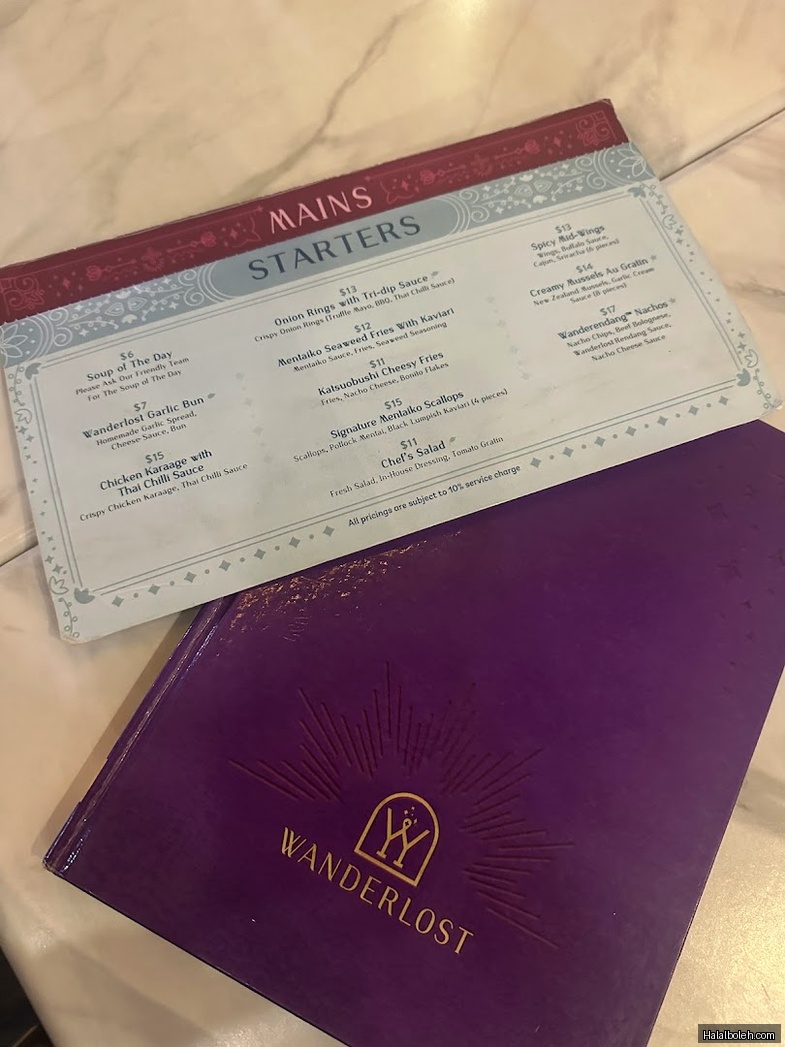 MAINS
STARTERS
$6
Soup of The Day
Please Ask Our Friendly Team
For The Soup of The Day
$7
Wanderlost Garlic Bun
Homemade Garlic Spread,
Cheese Sauce, Bun
$15
Chicken Karaage with
Thai Chilli Sauce
Crispy Chicken Karaage, Thai Chilli Sauce
$13
Onion Rings with Tri-dip Sauce
Crispy Onion Rings (Truffle Mayo, BBQ, Thai Chilli Sauce)
$12
Mentaiko Seaweed Fries With Kaviari
Mentaiko Sauce, Fries, Seaweed Seasoning
$11
Katsuobushi Cheesy Fries
Fries, Nacho Cheese, Bonito Flakes
$15
Signature Mentaiko Scallops
Scallops, Pollock Mentai, Black Lumpish Kaviari (4 pieces)
$11
Chef's Salad
Fresh Salad, In-House Dressing, Tomato Gratin
$13
Spicy Mid-Wings
Wings, Buffalo Sauce,
Cajun, Sriracha (6 pieces)
$14
Creamy Mussels Au Gratin
New Zealand Mussels, Garlic, Cream
Sauce (8 pieces)
$17
Wanderendang™ Nachos
Nacho Chips, Beef Bolognese,
Wanderlost Rendang Sauce,
Nacho Cheese Sauce
All pricings are subject to 10% service charge
WANDERLOST
Halalboleh.com